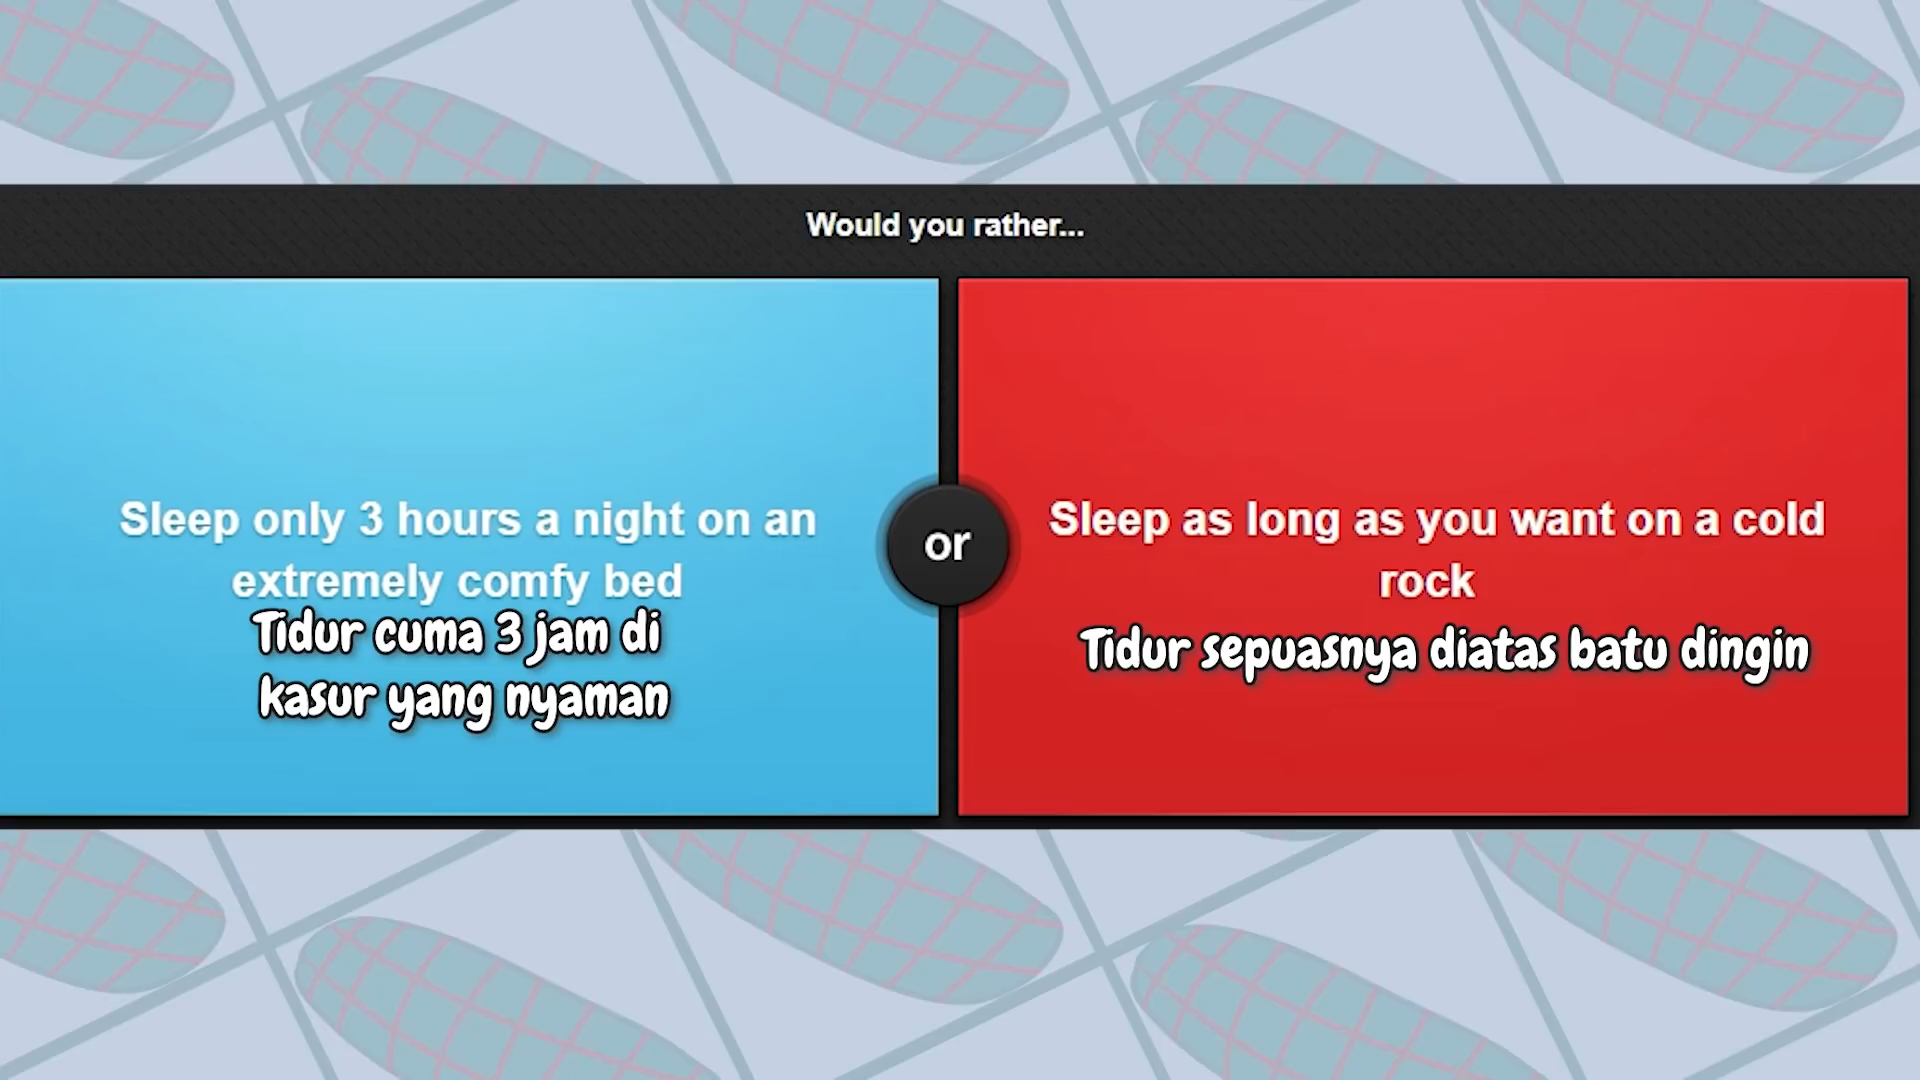 Would you rather...
Sleep only 3 hours a night on an
extremely comfy bed
Tidur cuma 3 jam di
kasur yang nyaman
or
Sleep as long as you want on a cold
rock
Tidur sepuasnya diatas batu dingin